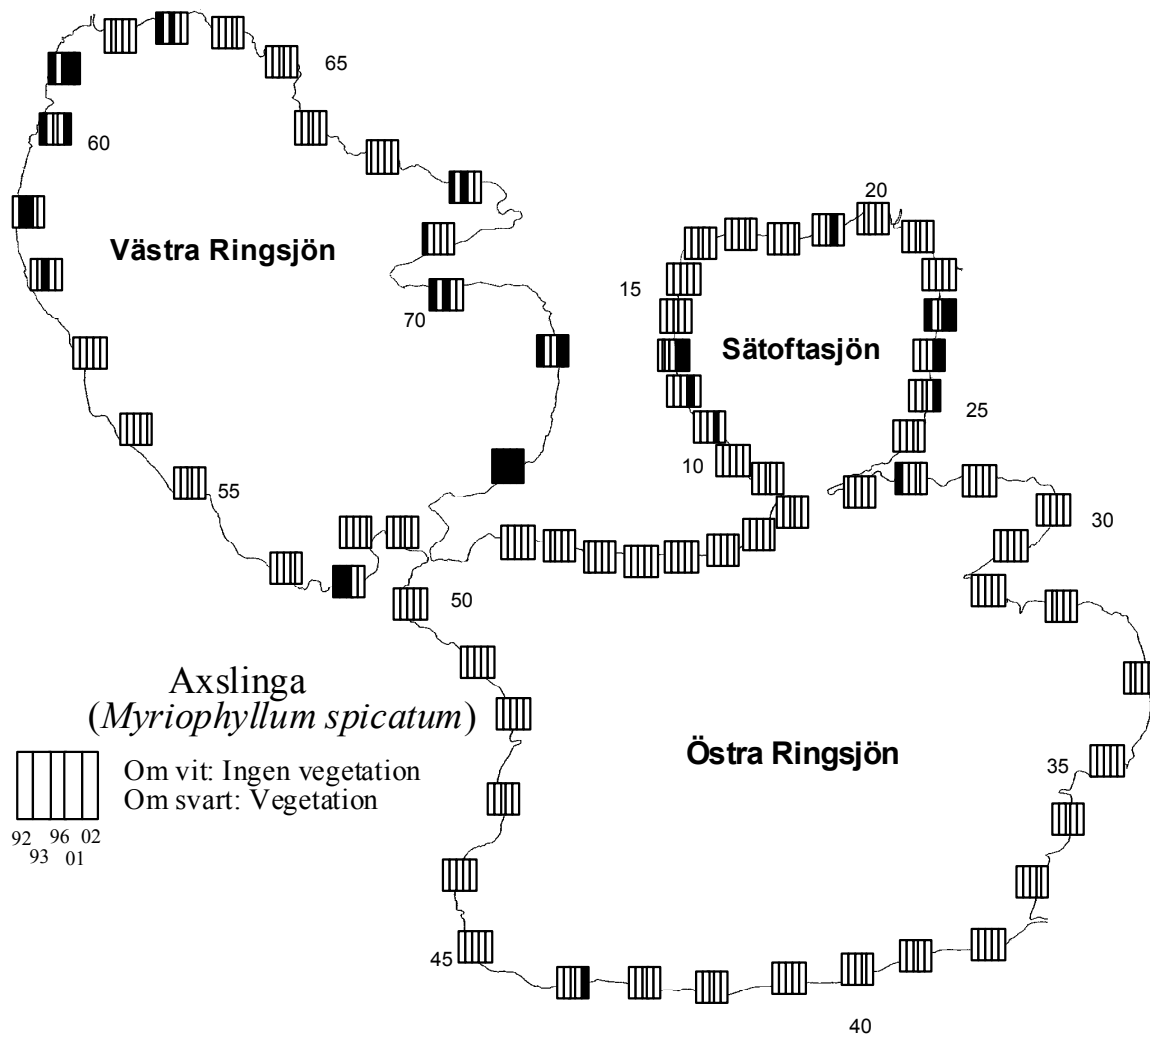 65
60
20
Västra Ringsjön
15
70
Sätoftasjön
25
10
55
30
50
Axslinga
(Myriophyllum spicatum)
Östra Ringsjön
35
Om vit: Ingen vegetation
Om svart: Vegetation
92 96 02
93 01
45
40